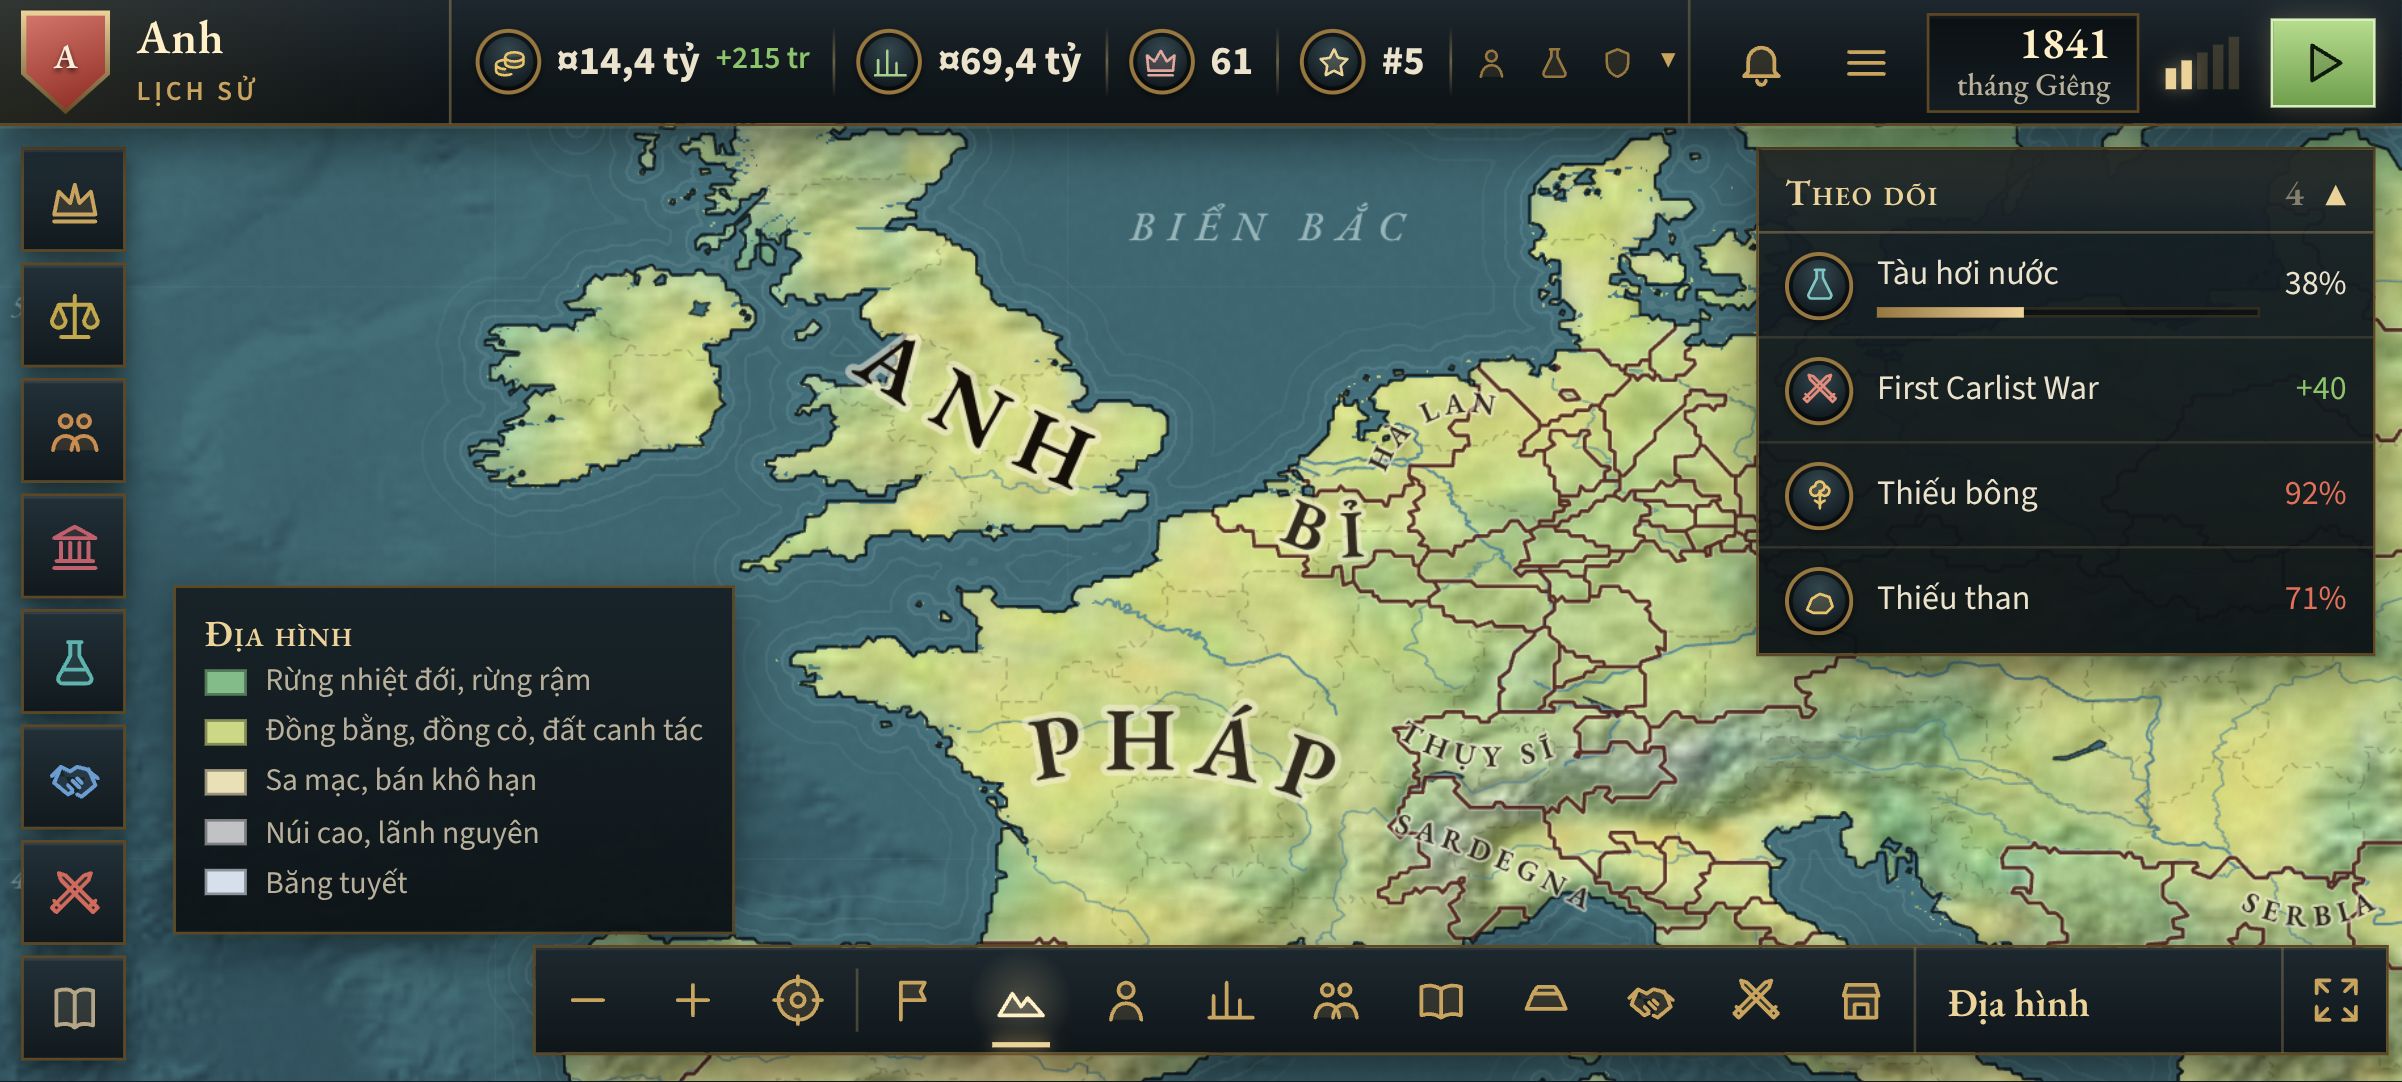 A
Anh
LỊCH SỬ
¤14,4 tỷ +215 tr
¤69,4 tỷ
61
#5
1841
tháng Giêng
BIỂN BẮC
ANH
HÀ LAN
BỈ
PHÁP
THỤY SĨ
SARDEGNA
SERBIA
THEO DÕI 4
Tàu hơi nước 38%
First Carlist War +40
Thiếu bông 92%
Thiếu than 71%
ĐỊA HÌNH
Rừng nhiệt đới, rừng rậm
Đồng bằng, đồng cỏ, đất canh tác
Sa mạc, bán khô hạn
Núi cao, lãnh nguyên
Băng tuyết
Địa hình